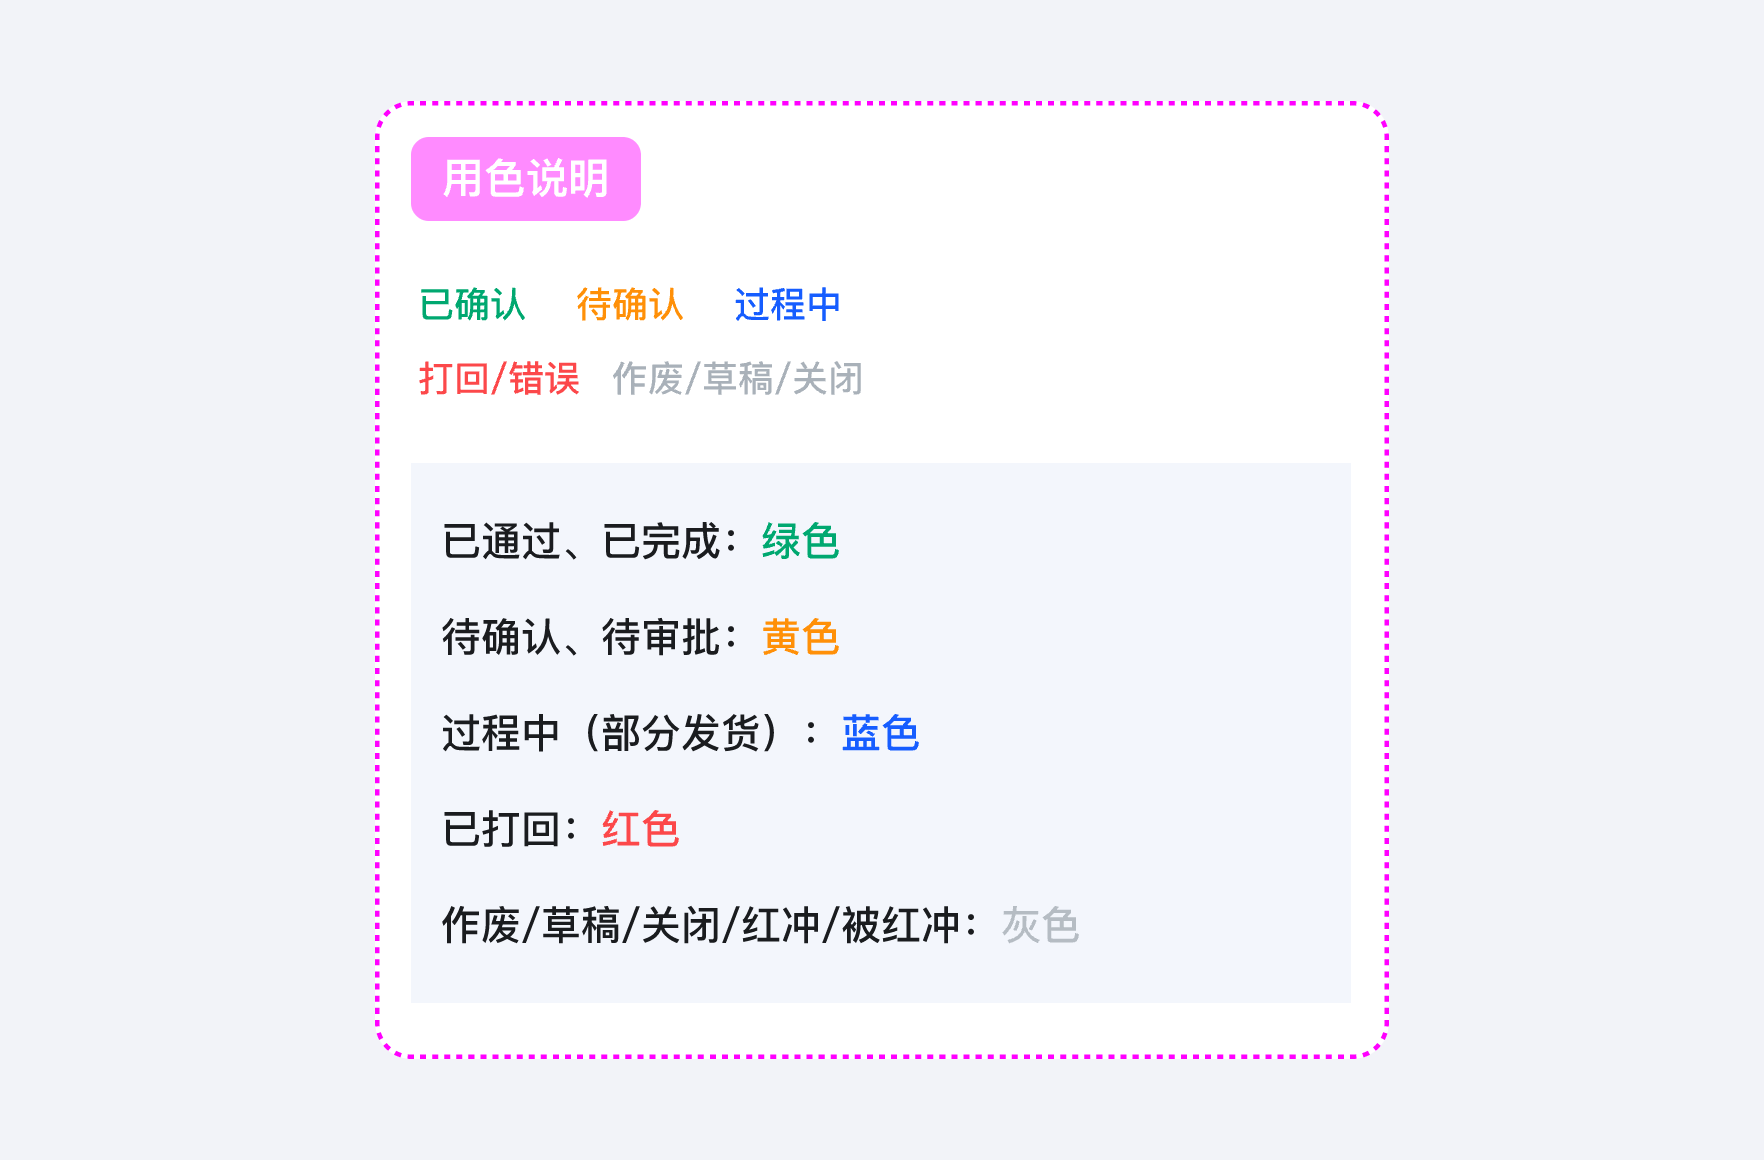 用色说明
已确认 待确认 过程中
打回/错误 作废/草稿/关闭
已通过、已完成：绿色
待确认、待审批：黄色
过程中（部分发货）：蓝色
已打回：红色
作废/草稿/关闭/红冲/被红冲：灰色